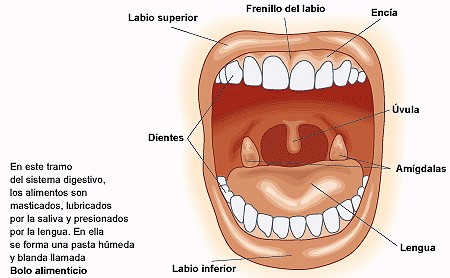 Frenillo del labio
Labio superior
Encía
Úvula
Dientes
Amígdalas
En este tramo
del sistema digestivo,
los alimentos son
masticados, lubricados
por la saliva y presionados
por la lengua. En ella
se forma una pasta húmeda
y blanda llamada
Bolo alimenticio
Lengua
Labio inferior